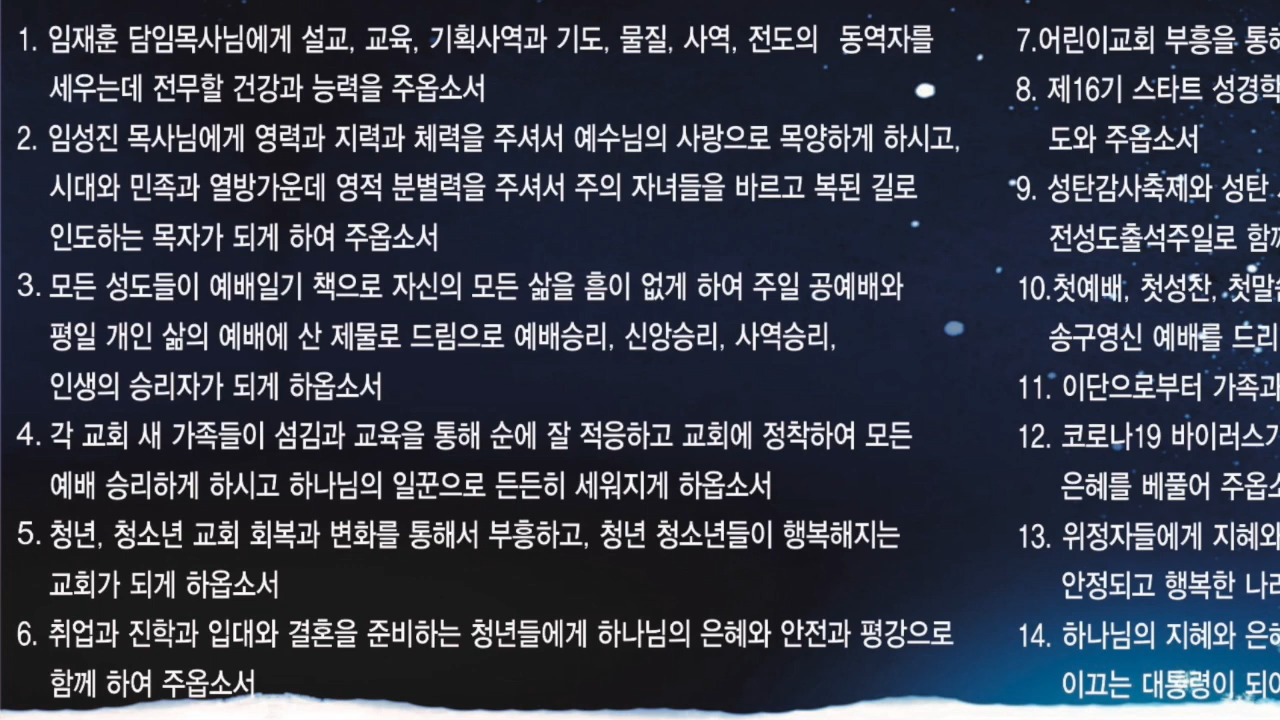 1. 임재훈 담임목사님에게 설교, 교육, 기획사역과 기도, 물질, 사역, 전도의 동역자를
세우는데 전무할 건강과 능력을 주옵소서
2. 임성진 목사님에게 영력과 지력과 체력을 주셔서 예수님의 사랑으로 목양하게 하시고,
시대와 민족과 열방가운데 영적 분별력을 주셔서 주의 자녀들을 바르고 복된 길로
인도하는 목자가 되게 하여 주옵소서
3. 모든 성도들이 예배일기 책으로 자신의 모든 삶을 흠이 없게 하여 주일 공예배와
평일 개인 삶의 예배에 산 제물로 드림으로 예배승리, 신앙승리, 사역승리,
인생의 승리자가 되게 하옵소서
4. 각 교회 새 가족들이 섬김과 교육을 통해 순에 잘 적응하고 교회에 정착하여 모든
예배 승리하게 하시고 하나님의 일꾼으로 든든히 세워지게 하옵소서
5. 청년, 청소년 교회 회복과 변화를 통해서 부흥하고, 청년 청소년들이 행복해지는
교회가 되게 하옵소서
6. 취업과 진학과 입대와 결혼을 준비하는 청년들에게 하나님의 은혜와 안전과 평강으로
함께 하여 주옵소서
7.어린이교회 부흥을 통해
8. 제16기 스타트 성경학
도와 주옵소서
9. 성탄감사축제와 성탄
전성도출석주일로 함께
10.첫예배, 첫성찬, 첫말씀
송구영신 예배를 드리
11. 이단으로부터 가족과
12. 코로나19 바이러스가
은혜를 베풀어 주옵소
13. 위정자들에게 지혜와
안정되고 행복한 나라
14. 하나님의 지혜와 은혜
이끄는 대통령이 되어